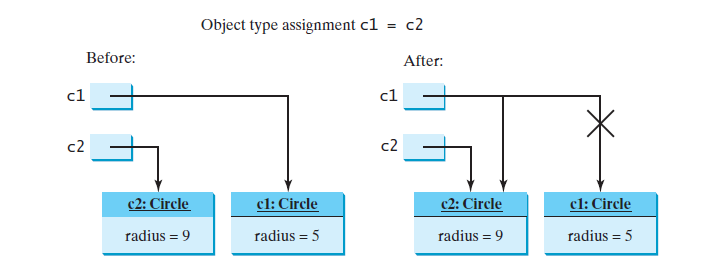 Object type assignment c1 = c2
Before:
c1
c2
c2: Circle
radius = 9
c1: Circle
radius = 5
After:
c1
c2
c2: Circle
radius = 9
c1: Circle
radius = 5